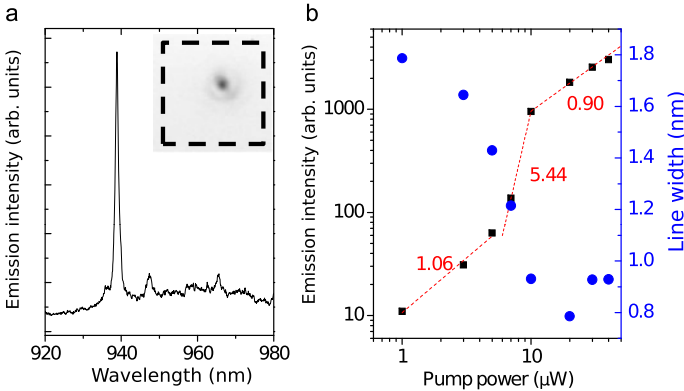 a
Emission intensity (arb. units)
920
940
960
980
Wavelength (nm)
b
Emission intensity (arb. units)
1000
100
10
1.06
5.44
0.90
1
10
Pump power (μW)
1.8
1.6
1.4
1.2
1.0
0.8
Line width (nm)